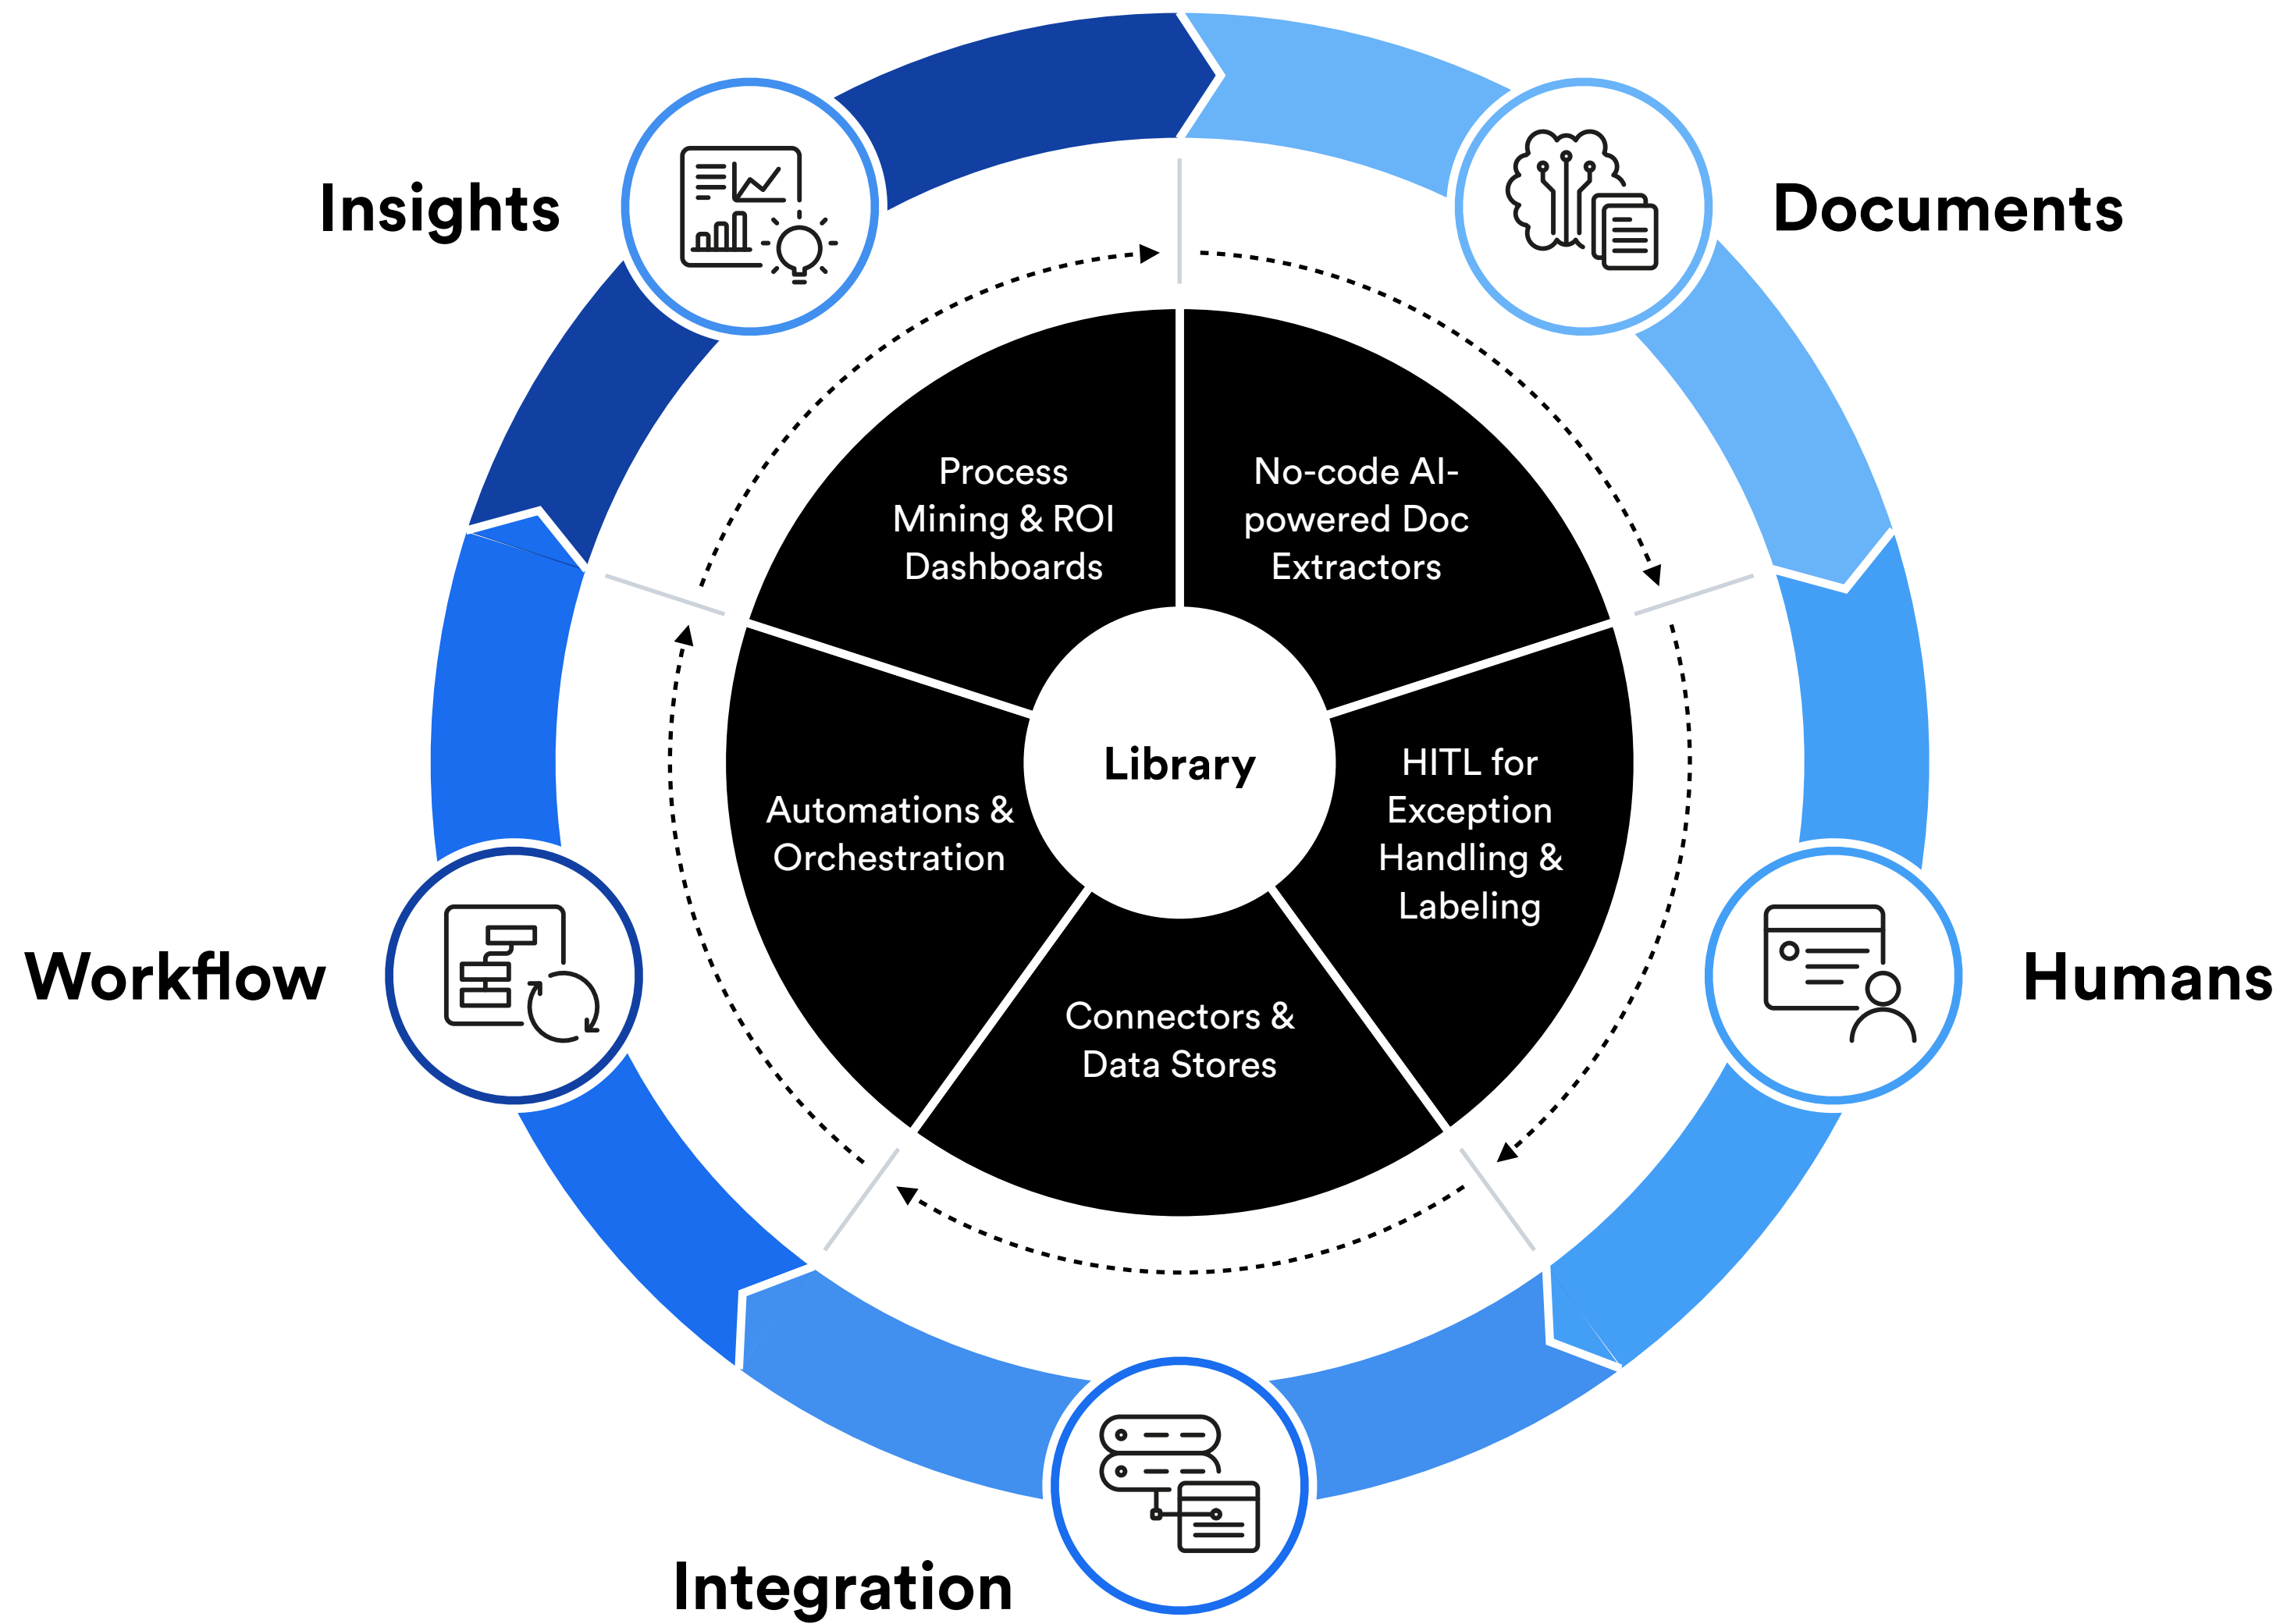 Insights
Documents
Process
Mining & ROI
Dashboards
No-code AI-
powered Doc
Extractors
Library
HITL for
Exception
Handling &
Labeling
Automations &
Orchestration
Workflow
Humans
Connectors &
Data Stores
Integration